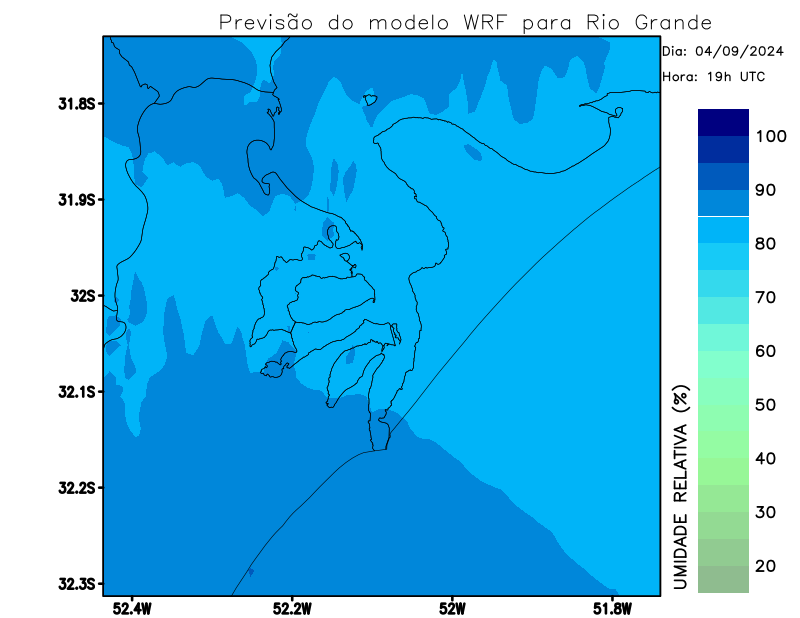 Previsão do modelo WRF para Rio Grande
Dia: 04/09/2024
Hora: 19h UTC
31.8S
31.9S
32S
32.1S
32.2S
32.3S
52.4W
52.2W
52W
51.8W
UMIDADE RELATIVA (%)
100
90
80
70
60
50
40
30
20